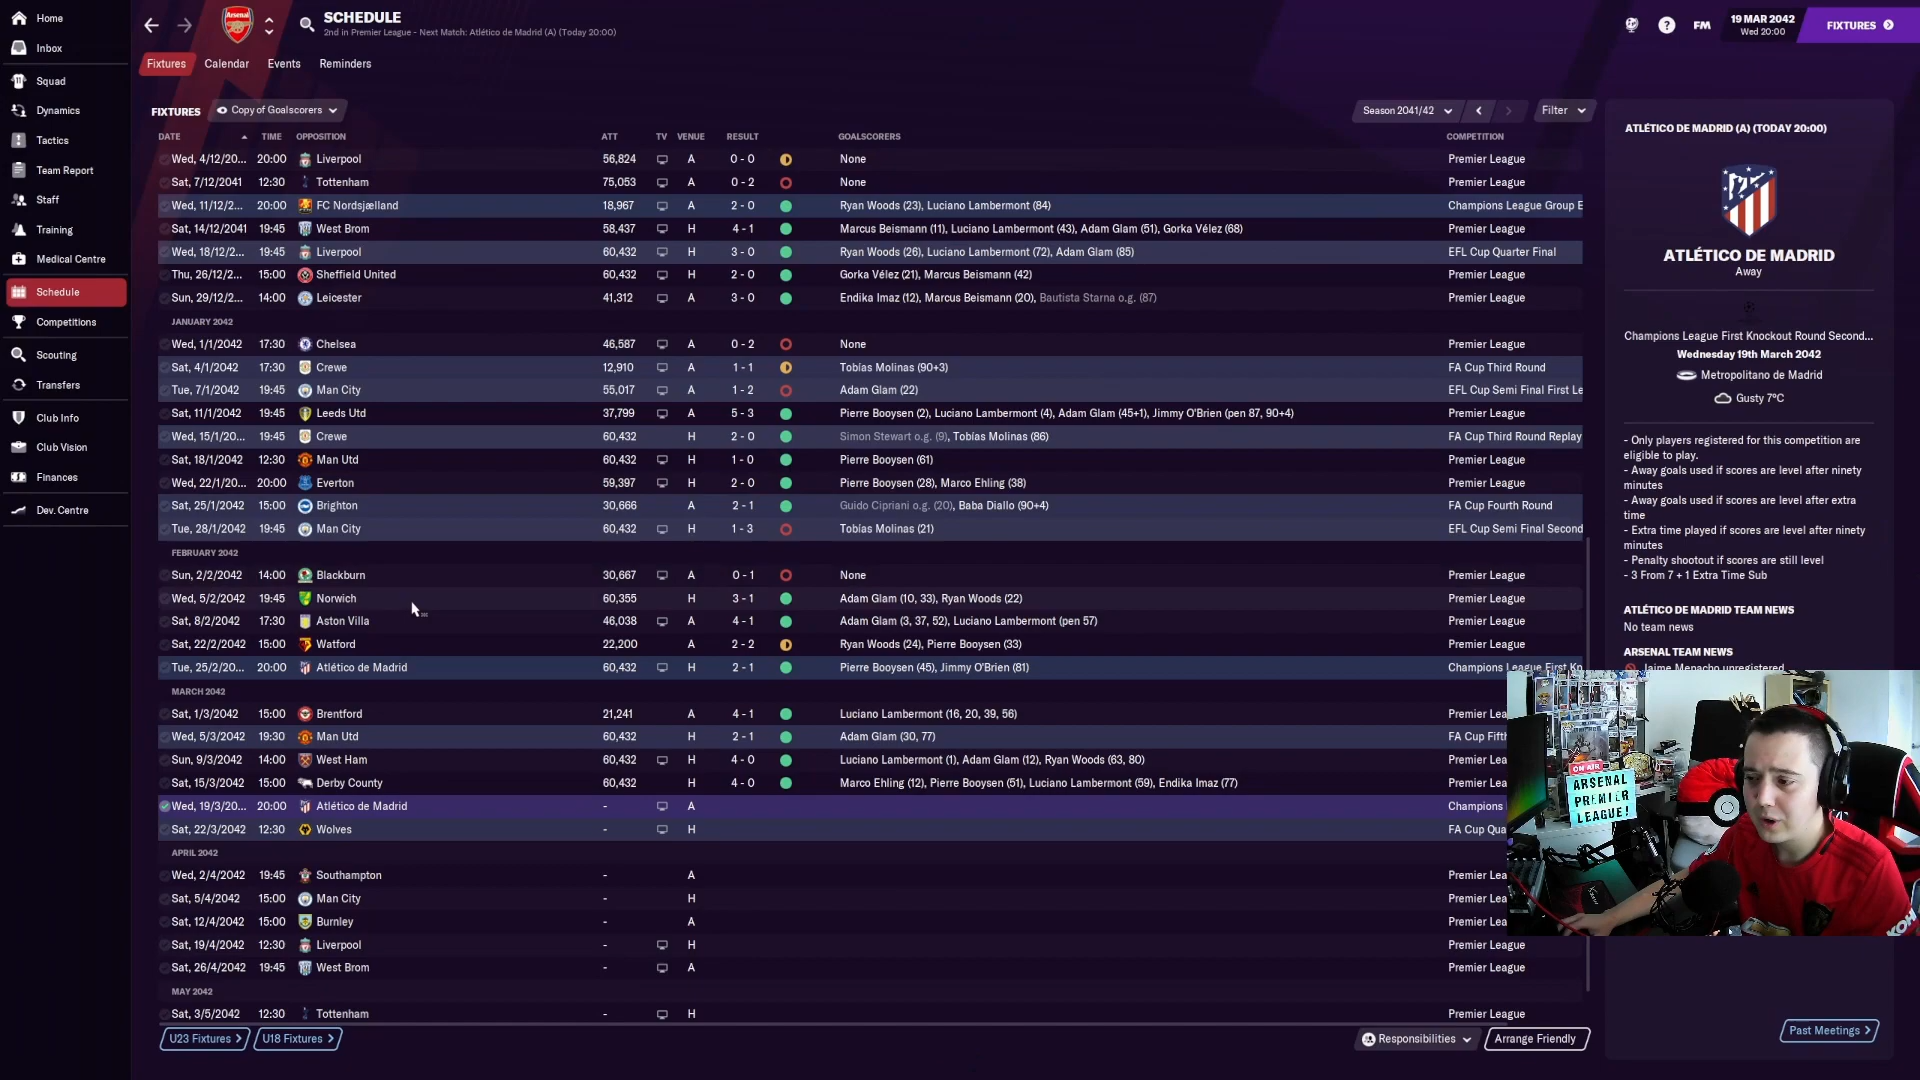 Home
Inbox
Squad
Dynamics
Tactics
Team Report
Staff
Training
Medical Centre
Schedule
Competitions
Scouting
Transfers
Club Info
Club Vision
Finances
Dev. Centre
SCHEDULE
2nd in Premier League - Next Match: Atlético de Madrid (A) (Today 20:00)
FM
19 MAR 2042
Wed 20:00
FIXTURES
Fixtures Calendar Events Reminders
FIXTURES Copy of Goalscorers Season 2041/42 Filter
DATE TIME OPPOSITION ATT TV VENUE RESULT GOALSCORERS COMPETITION
Wed, 4/12/20... 20:00 Liverpool 56,824 A 0 - 0 None Premier League
Sat, 7/12/2041 12:30 Tottenham 75,053 A 0 - 2 None Premier League
Wed, 11/12/2... 20:00 FC Nordsjælland 18,967 A 2 - 0 Ryan Woods (23), Luciano Lambermont (84) Champions League Group E
Sat, 14/12/2041 19:45 West Brom 58,437 H 4 - 1 Marcus Beismann (11), Luciano Lambermont (43), Adam Glam (51), Gorka Vélez (68) Premier League
Wed, 18/12/2... 19:45 Liverpool 60,432 H 3 - 0 Ryan Woods (26), Luciano Lambermont (72), Adam Glam (85) EFL Cup Quarter Final
Thu, 26/12/2... 15:00 Sheffield United 60,432 H 2 - 0 Gorka Vélez (21), Marcus Beismann (42) Premier League
Sun, 29/12/2... 14:00 Leicester 41,312 A 3 - 0 Endika Imaz (12), Marcus Beismann (20), Bautista Starna o.g. (87) Premier League
JANUARY 2042
Wed, 1/1/2042 17:30 Chelsea 46,587 A 0 - 2 None Premier League
Sat, 4/1/2042 17:30 Crewe 12,910 A 1 - 1 Tobías Molinas (90+3) FA Cup Third Round
Tue, 7/1/2042 19:45 Man City 55,017 A 1 - 2 Adam Glam (22) EFL Cup Semi Final First Le
Sat, 11/1/2042 19:45 Leeds Utd 37,799 A 5 - 3 Pierre Booysen (2), Luciano Lambermont (4), Adam Glam (45+1), Jimmy O'Brien (pen 87, 90+4) Premier League
Wed, 15/1/20... 19:45 Crewe 60,432 H 2 - 0 Simon Stewart o.g. (9), Tobías Molinas (86) FA Cup Third Round Replay
Sat, 18/1/2042 12:30 Man Utd 60,432 H 1 - 0 Pierre Booysen (61) Premier League
Wed, 22/1/20... 20:00 Everton 59,397 H 2 - 0 Pierre Booysen (28), Marco Ehling (38) Premier League
Sat, 25/1/2042 15:00 Brighton 30,666 A 2 - 1 Guido Cipriani o.g. (20), Baba Diallo (90+4) FA Cup Fourth Round
Tue, 28/1/2042 19:45 Man City 60,432 H 1 - 3 Tobías Molinas (21) EFL Cup Semi Final Second
FEBRUARY 2042
Sun, 2/2/2042 14:00 Blackburn 30,667 A 0 - 1 None Premier League
Wed, 5/2/2042 19:45 Norwich 60,355 H 3 - 1 Adam Glam (10, 33), Ryan Woods (22) Premier League
Sat, 8/2/2042 17:30 Aston Villa 46,038 A 4 - 1 Adam Glam (3, 37, 52), Luciano Lambermont (pen 57) Premier League
Sat, 22/2/2042 15:00 Watford 22,200 A 2 - 2 Ryan Woods (24), Pierre Booysen (33) Premier League
Tue, 25/2/20... 20:00 Atlético de Madrid 60,432 H 2 - 1 Pierre Booysen (45), Jimmy O'Brien (81) Champions League First Kn
MARCH 2042
Sat, 1/3/2042 15:00 Brentford 21,241 A 4 - 1 Luciano Lambermont (16, 20, 39, 56) Premier Lea
Wed, 5/3/2042 19:30 Man Utd 60,432 H 2 - 1 Adam Glam (30, 77) FA Cup Fifth
Sun, 9/3/2042 14:00 West Ham 60,432 H 4 - 0 Luciano Lambermont (1), Adam Glam (12), Ryan Woods (63, 80) Premier Lea
Sat, 15/3/2042 15:00 Derby County 60,432 H 4 - 0 Marco Ehling (12), Pierre Booysen (51), Luciano Lambermont (59), Endika Imaz (77) Premier Lea
Wed, 19/3/20... 20:00 Atlético de Madrid - A Champions
Sat, 22/3/2042 12:30 Wolves - H FA Cup Qua
APRIL 2042
Wed, 2/4/2042 19:45 Southampton - A Premier Lea
Sat, 5/4/2042 15:00 Man City - H Premier Lea
Sat, 12/4/2042 15:00 Burnley - A Premier Lea
Sat, 19/4/2042 12:30 Liverpool - H Premier League
Sat, 26/4/2042 19:45 West Brom - A Premier League
MAY 2042
Sat, 3/5/2042 12:30 Tottenham - H Premier League
U23 Fixtures U18 Fixtures Responsibilities Arrange Friendly
ATLÉTICO DE MADRID (A) (TODAY 20:00)
ATLÉTICO DE MADRID
Away
Champions League First Knockout Round Second...
Wednesday 19th March 2042
Metropolitano de Madrid
Gusty 7°C
- Only players registered for this competition are
eligible to play.
- Away goals used if scores are level after ninety
minutes
- Away goals used if scores are level after extra
time
- Extra time played if scores are level after ninety
minutes
- Penalty shootout if scores are still level
- 3 From 7 + 1 Extra Time Sub
ATLÉTICO DE MADRID TEAM NEWS
No team news
ARSENAL TEAM NEWS
Jaime Menacho unregistered
ON AIR
ARSENAL
PREMIER
LEAGUE!
Past Meetings